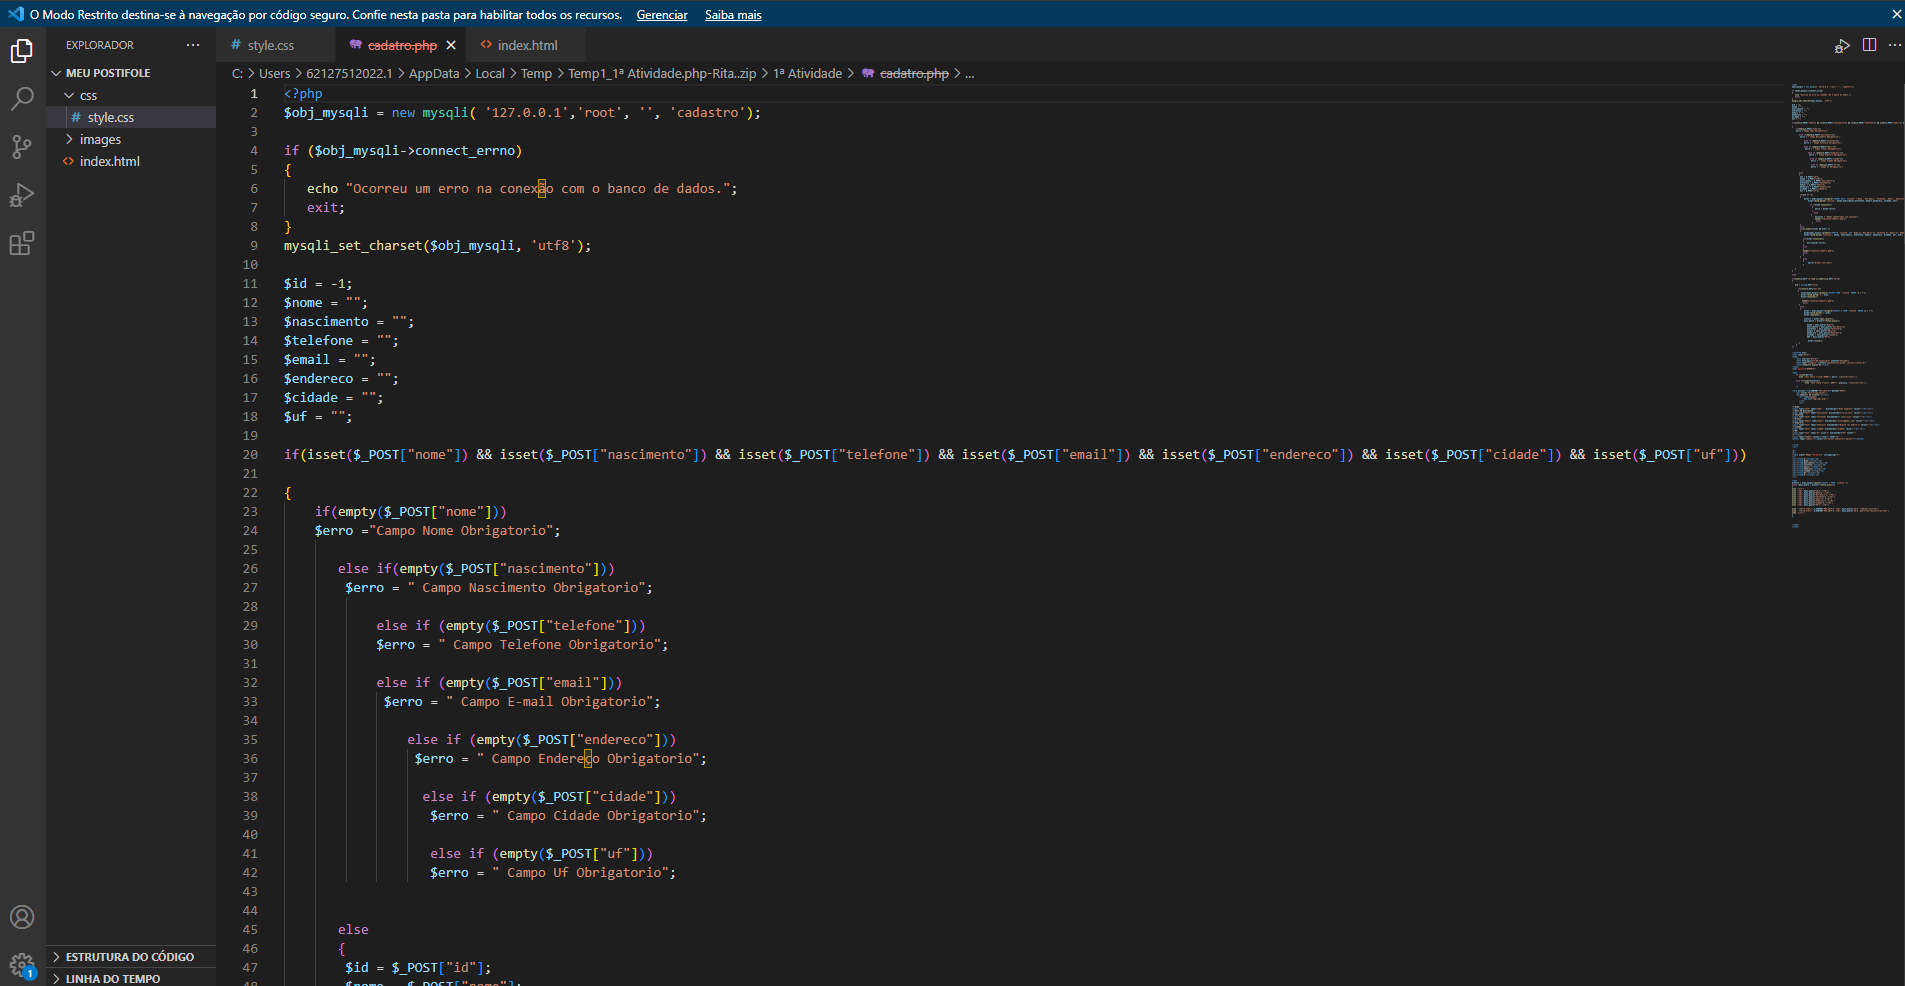 O Modo Restrito destina-se à navegação por código seguro. Confie nesta pasta para habilitar todos os recursos. Gerenciar Saiba mais
EXPLORADOR
MEU POSTIFOLE
css
# style.css
images
<> index.html
ESTRUTURA DO CÓDIGO
LINHA DO TEMPO
1
# style.css cadatro.php <> index.html
C: > Users > 62127512022.1 > AppData > Local > Temp > Temp1_1ª Atividade.php-Rita..zip > 1ª Atividade > cadatro.php > ...
1 <?php
2 $obj_mysqli = new mysqli( '127.0.0.1','root', '', 'cadastro');
3
4 if ($obj_mysqli->connect_errno)
5 {
6 echo "Ocorreu um erro na conexão com o banco de dados.";
7 exit;
8 }
9 mysqli_set_charset($obj_mysqli, 'utf8');
10
11 $id = -1;
12 $nome = "";
13 $nascimento = "";
14 $telefone = "";
15 $email = "";
16 $endereco = "";
17 $cidade = "";
18 $uf = "";
19
20 if(isset($_POST["nome"]) && isset($_POST["nascimento"]) && isset($_POST["telefone"]) && isset($_POST["email"]) && isset($_POST["endereco"]) && isset($_POST["cidade"]) && isset($_POST["uf"]))
21
22 {
23 if(empty($_POST["nome"]))
24 $erro ="Campo Nome Obrigatorio";
25
26 else if(empty($_POST["nascimento"]))
27 $erro = " Campo Nascimento Obrigatorio";
28
29 else if (empty($_POST["telefone"]))
30 $erro = " Campo Telefone Obrigatorio";
31
32 else if (empty($_POST["email"]))
33 $erro = " Campo E-mail Obrigatorio";
34
35 else if (empty($_POST["endereco"]))
36 $erro = " Campo Endereço Obrigatorio";
37
38 else if (empty($_POST["cidade"]))
39 $erro = " Campo Cidade Obrigatorio";
40
41 else if (empty($_POST["uf"]))
42 $erro = " Campo Uf Obrigatorio";
43
44
45 else
46 {
47 $id = $_POST["id"];
48 $nome = $_POST["nome"];